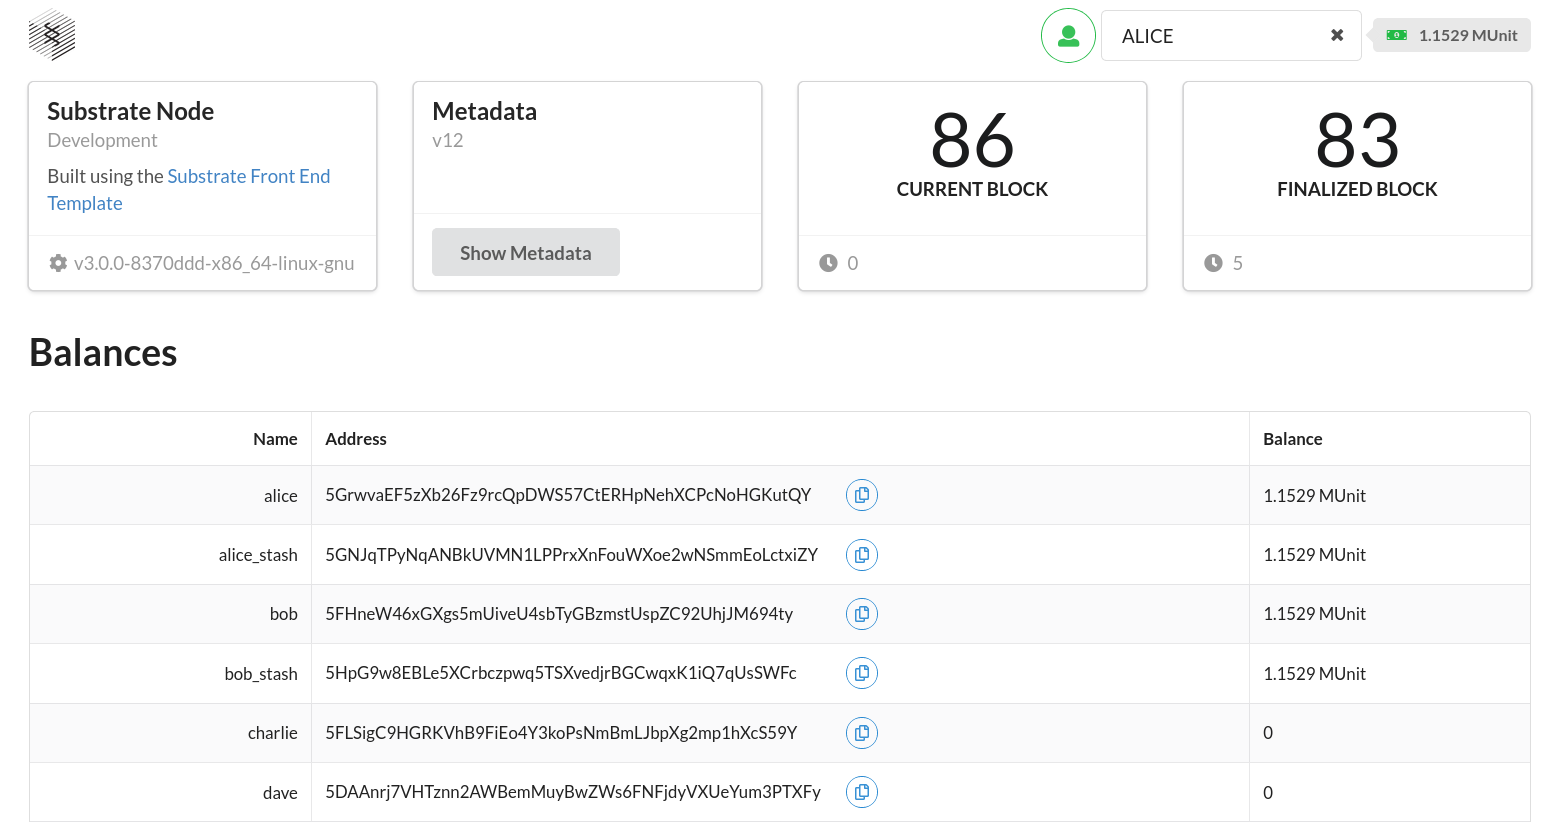 ALICE
1.1529 MUnit
Substrate Node
Development
Built using the Substrate Front End
Template
v3.0.0-8370ddd-x86_64-linux-gnu
Metadata
v12
Show Metadata
86
CURRENT BLOCK
0
83
FINALIZED BLOCK
5
Balances
Name Address Balance
alice 5GrwvaEF5zXb26Fz9rcQpDWS57CtERHpNehXCPcNoHGKutQY 1.1529 MUnit
alice_stash 5GNJqTPyNqANBkUVMN1LPPrxXnFouWXoe2wNSmmEoLctxiZY 1.1529 MUnit
bob 5FHneW46xGXgs5mUiveU4sbTyGBzmstUspZC92UhjJM694ty 1.1529 MUnit
bob_stash 5HpG9w8EBLe5XCrbczpwq5TSXvedjrBGCwqxK1iQ7qUsSWFc 1.1529 MUnit
charlie 5FLSigC9HGRKVhB9FiEo4Y3koPsNmBmLJbpXg2mp1hXcS59Y 0
dave 5DAAnrj7VHTznn2AWBemMuyBwZWs6FNFjdyVXUeYum3PTXFy 0